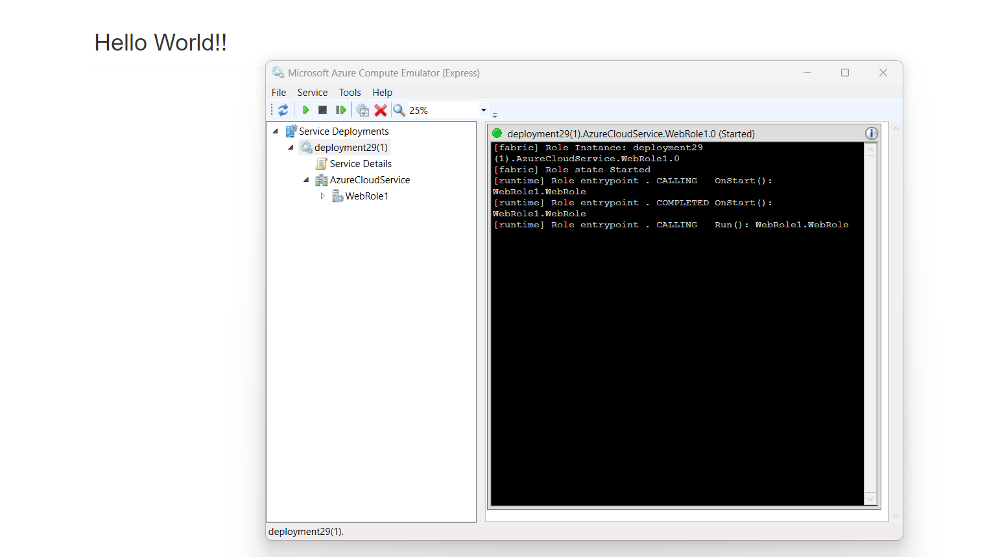 Hello World!!
Microsoft Azure Compute Emulator (Express)
File Service Tools Help
25%
Service Deployments
deployment29(1)
Service Details
AzureCloudService
WebRole1
deployment29(1).AzureCloudService.WebRole1.0 (Started)
[fabric] Role Instance: deployment29
(1).AzureCloudService.WebRole1.0
[fabric] Role state Started
[runtime] Role entrypoint . CALLING   OnStart():
WebRole1.WebRole
[runtime] Role entrypoint . COMPLETED OnStart():
WebRole1.WebRole
[runtime] Role entrypoint . CALLING   Run(): WebRole1.WebRole
deployment29(1).